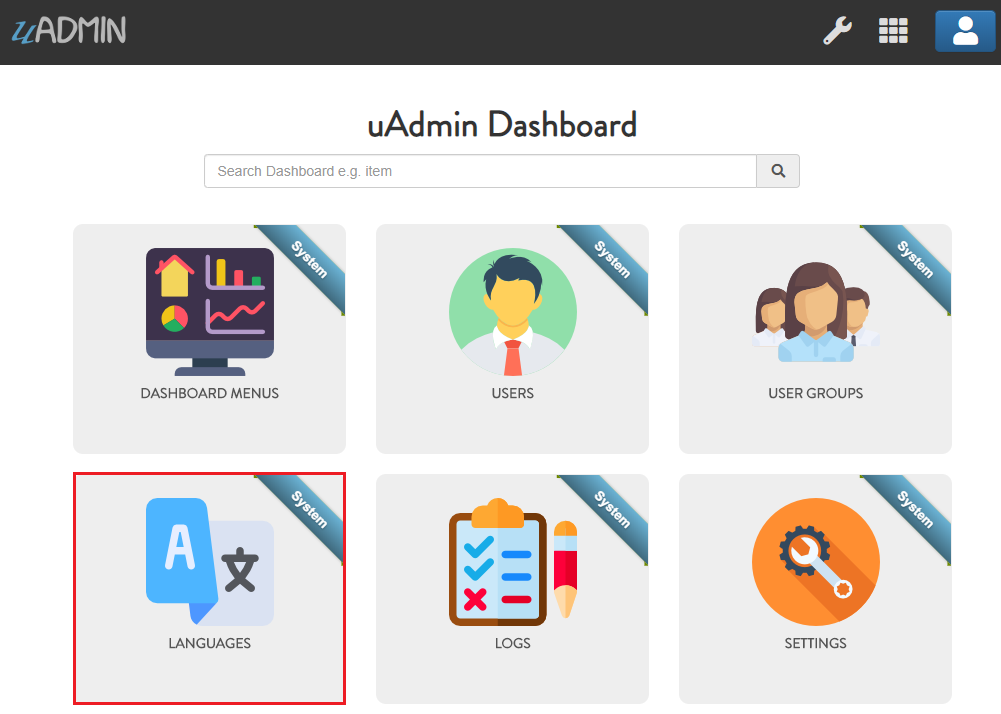 uADMIN
uAdmin Dashboard
Search Dashboard e.g. item
System
System
System
DASHBOARD MENUS
USERS
USER GROUPS
System
System
System
A 文
LANGUAGES
LOGS
SETTINGS